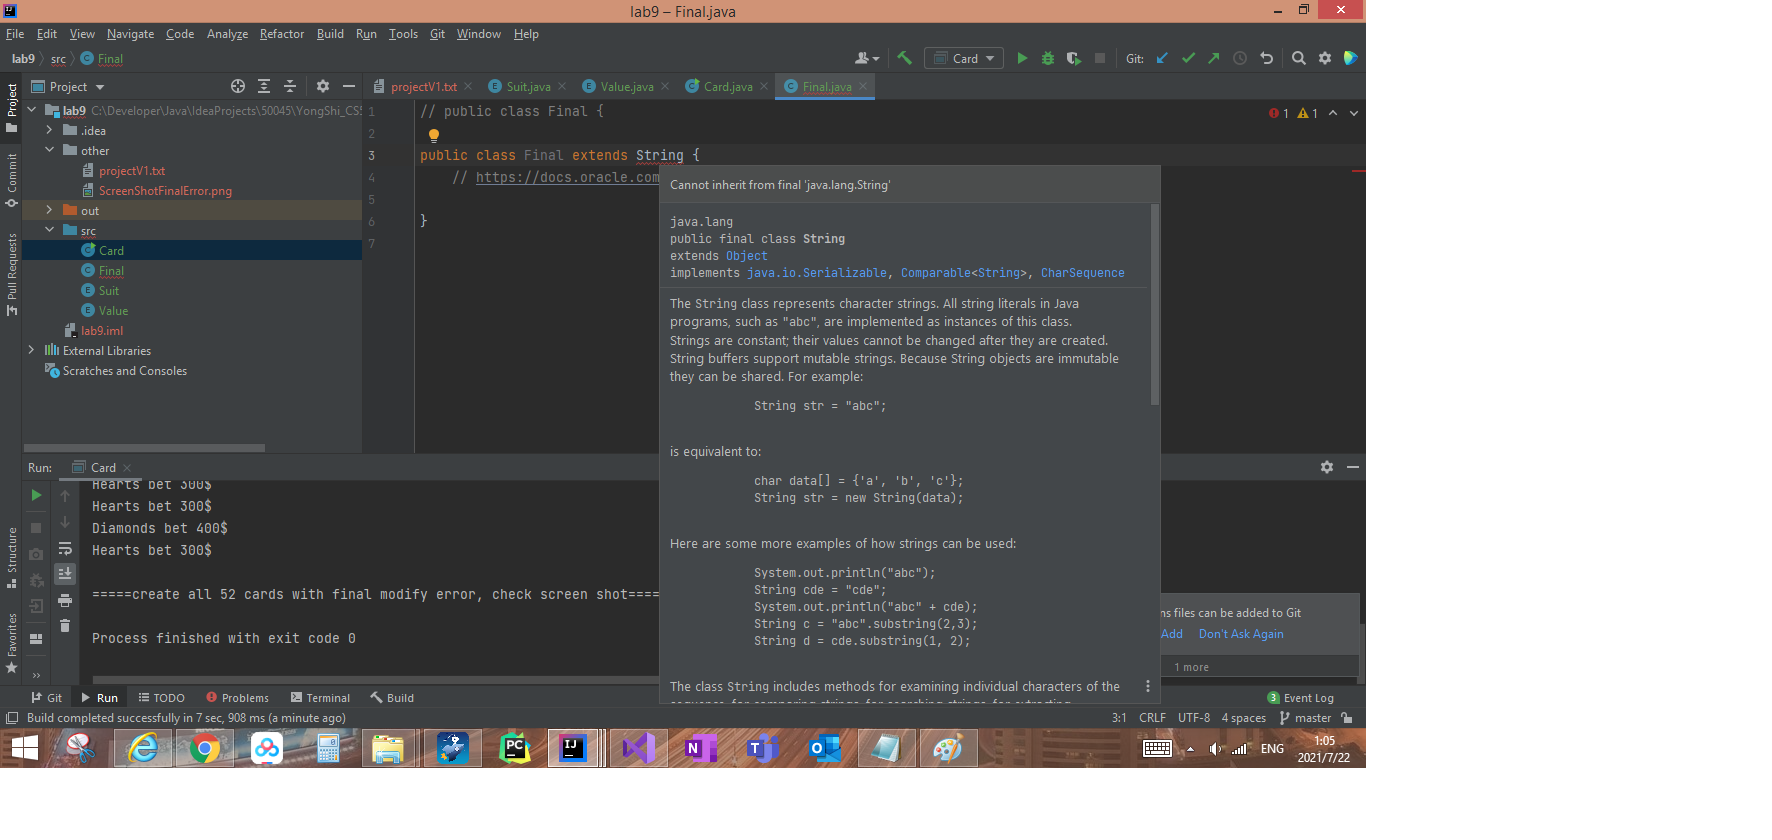 lab9 – Final.java
File Edit View Navigate Code Analyze Refactor Build Run Tools Git Window Help
lab9 src Final
Card
Git:
Project
projectV1.txt Suit.java Value.java Card.java Final.java
lab9 C:\Developer\Java\IdeaProjects\50045\YongShi_CS5
.idea
other
projectV1.txt
ScreenShotFinalError.png
out
src
Card
Final
Suit
Value
lab9.iml
External Libraries
Scratches and Consoles
Project
Commit
Pull Requests
Structure
Favorites
1 // public class Final {
2
3 public class Final extends String {
4 // https://docs.oracle.com
5
6 }
7
1 1
Cannot inherit from final 'java.lang.String'
java.lang
public final class String
extends Object
implements java.io.Serializable, Comparable<String>, CharSequence
The String class represents character strings. All string literals in Java
programs, such as "abc", are implemented as instances of this class.
Strings are constant; their values cannot be changed after they are created.
String buffers support mutable strings. Because String objects are immutable
they can be shared. For example:
String str = "abc";
is equivalent to:
char data[] = {'a', 'b', 'c'};
String str = new String(data);
Here are some more examples of how strings can be used:
System.out.println("abc");
String cde = "cde";
System.out.println("abc" + cde);
String c = "abc".substring(2,3);
String d = cde.substring(1, 2);
The class String includes methods for examining individual characters of the
sequence, for comparing strings, for searching strings, for extracting
Run: Card
Hearts bet 300$
Hearts bet 300$
Diamonds bet 400$
Hearts bet 300$
=====create all 52 cards with final modify error, check screen shot====
Process finished with exit code 0
ns files can be added to Git
Add Don't Ask Again
1 more
Git Run TODO Problems Terminal Build
3 Event Log
Build completed successfully in 7 sec, 908 ms (a minute ago)
3:1 CRLF UTF-8 4 spaces master
ENG
1:05
2021/7/22